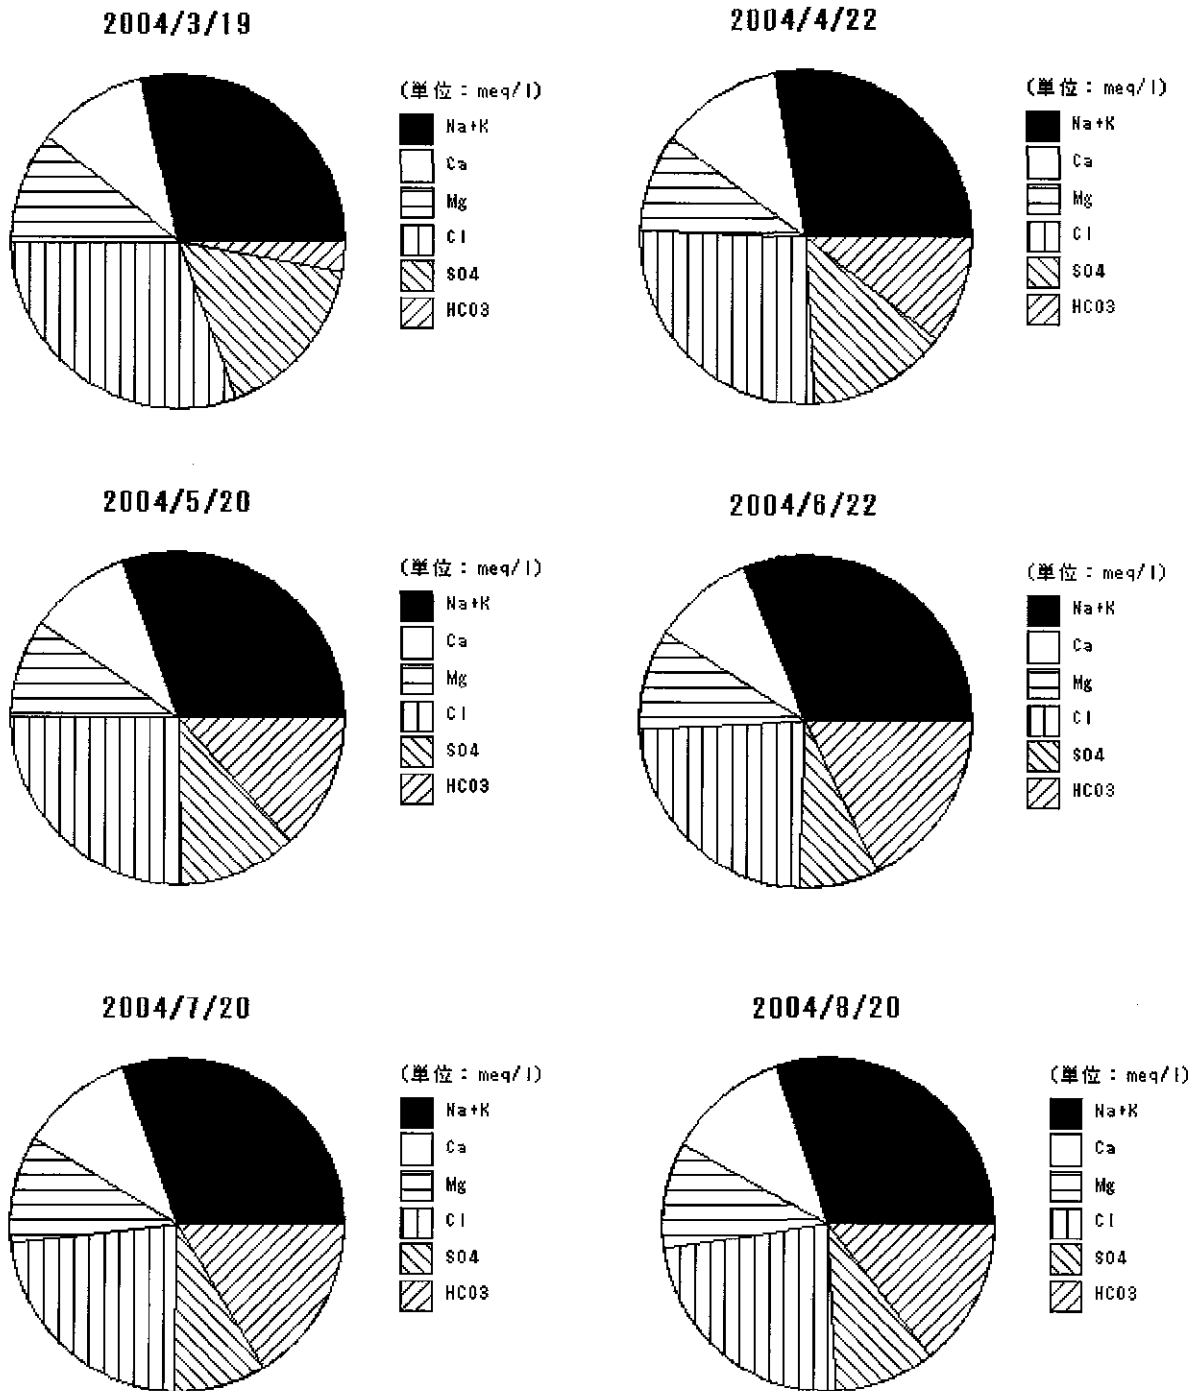 2004/3/19
(単位：meq/l)
Na+K
Ca
Mg
Cl
SO4
HCO3
2004/4/22
(単位：meq/l)
Na+K
Ca
Mg
Cl
SO4
HCO3
2004/5/20
(単位：meq/l)
Na+K
Ca
Mg
Cl
SO4
HCO3
2004/6/22
(単位：meq/l)
Na+K
Ca
Mg
Cl
SO4
HCO3
2004/7/20
(単位：meq/l)
Na+K
Ca
Mg
Cl
SO4
HCO3
2004/8/20
(単位：meq/l)
Na+K
Ca
Mg
Cl
SO4
HCO3